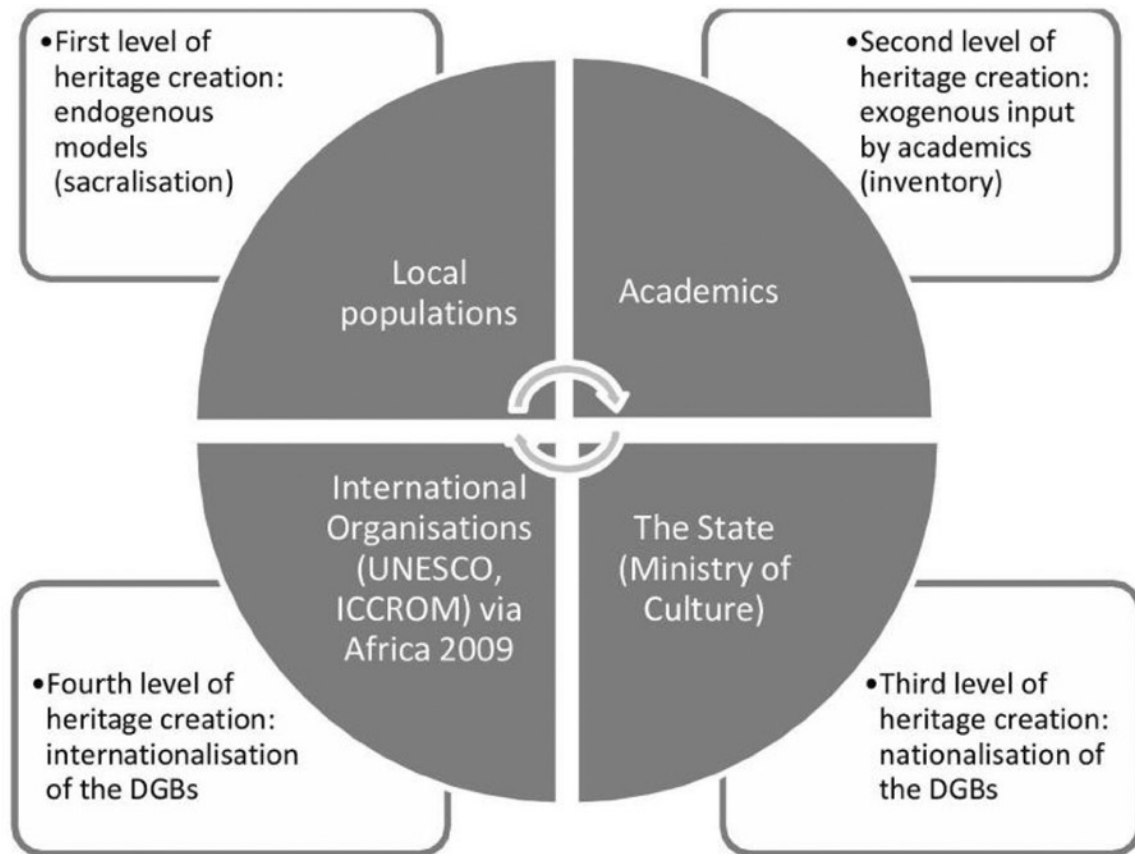 •First level of
heritage creation:
endogenous
models
(sacralisation)
•Second level of
heritage creation:
exogenous input
by academics
(inventory)
Local
populations
Academics
International
Organisations
(UNESCO,
ICCROM) via
Africa 2009
The State
(Ministry of
Culture)
•Fourth level of
heritage creation:
internationalisation
of the DGBs
•Third level of
heritage creation:
nationalisation of
the DGBs